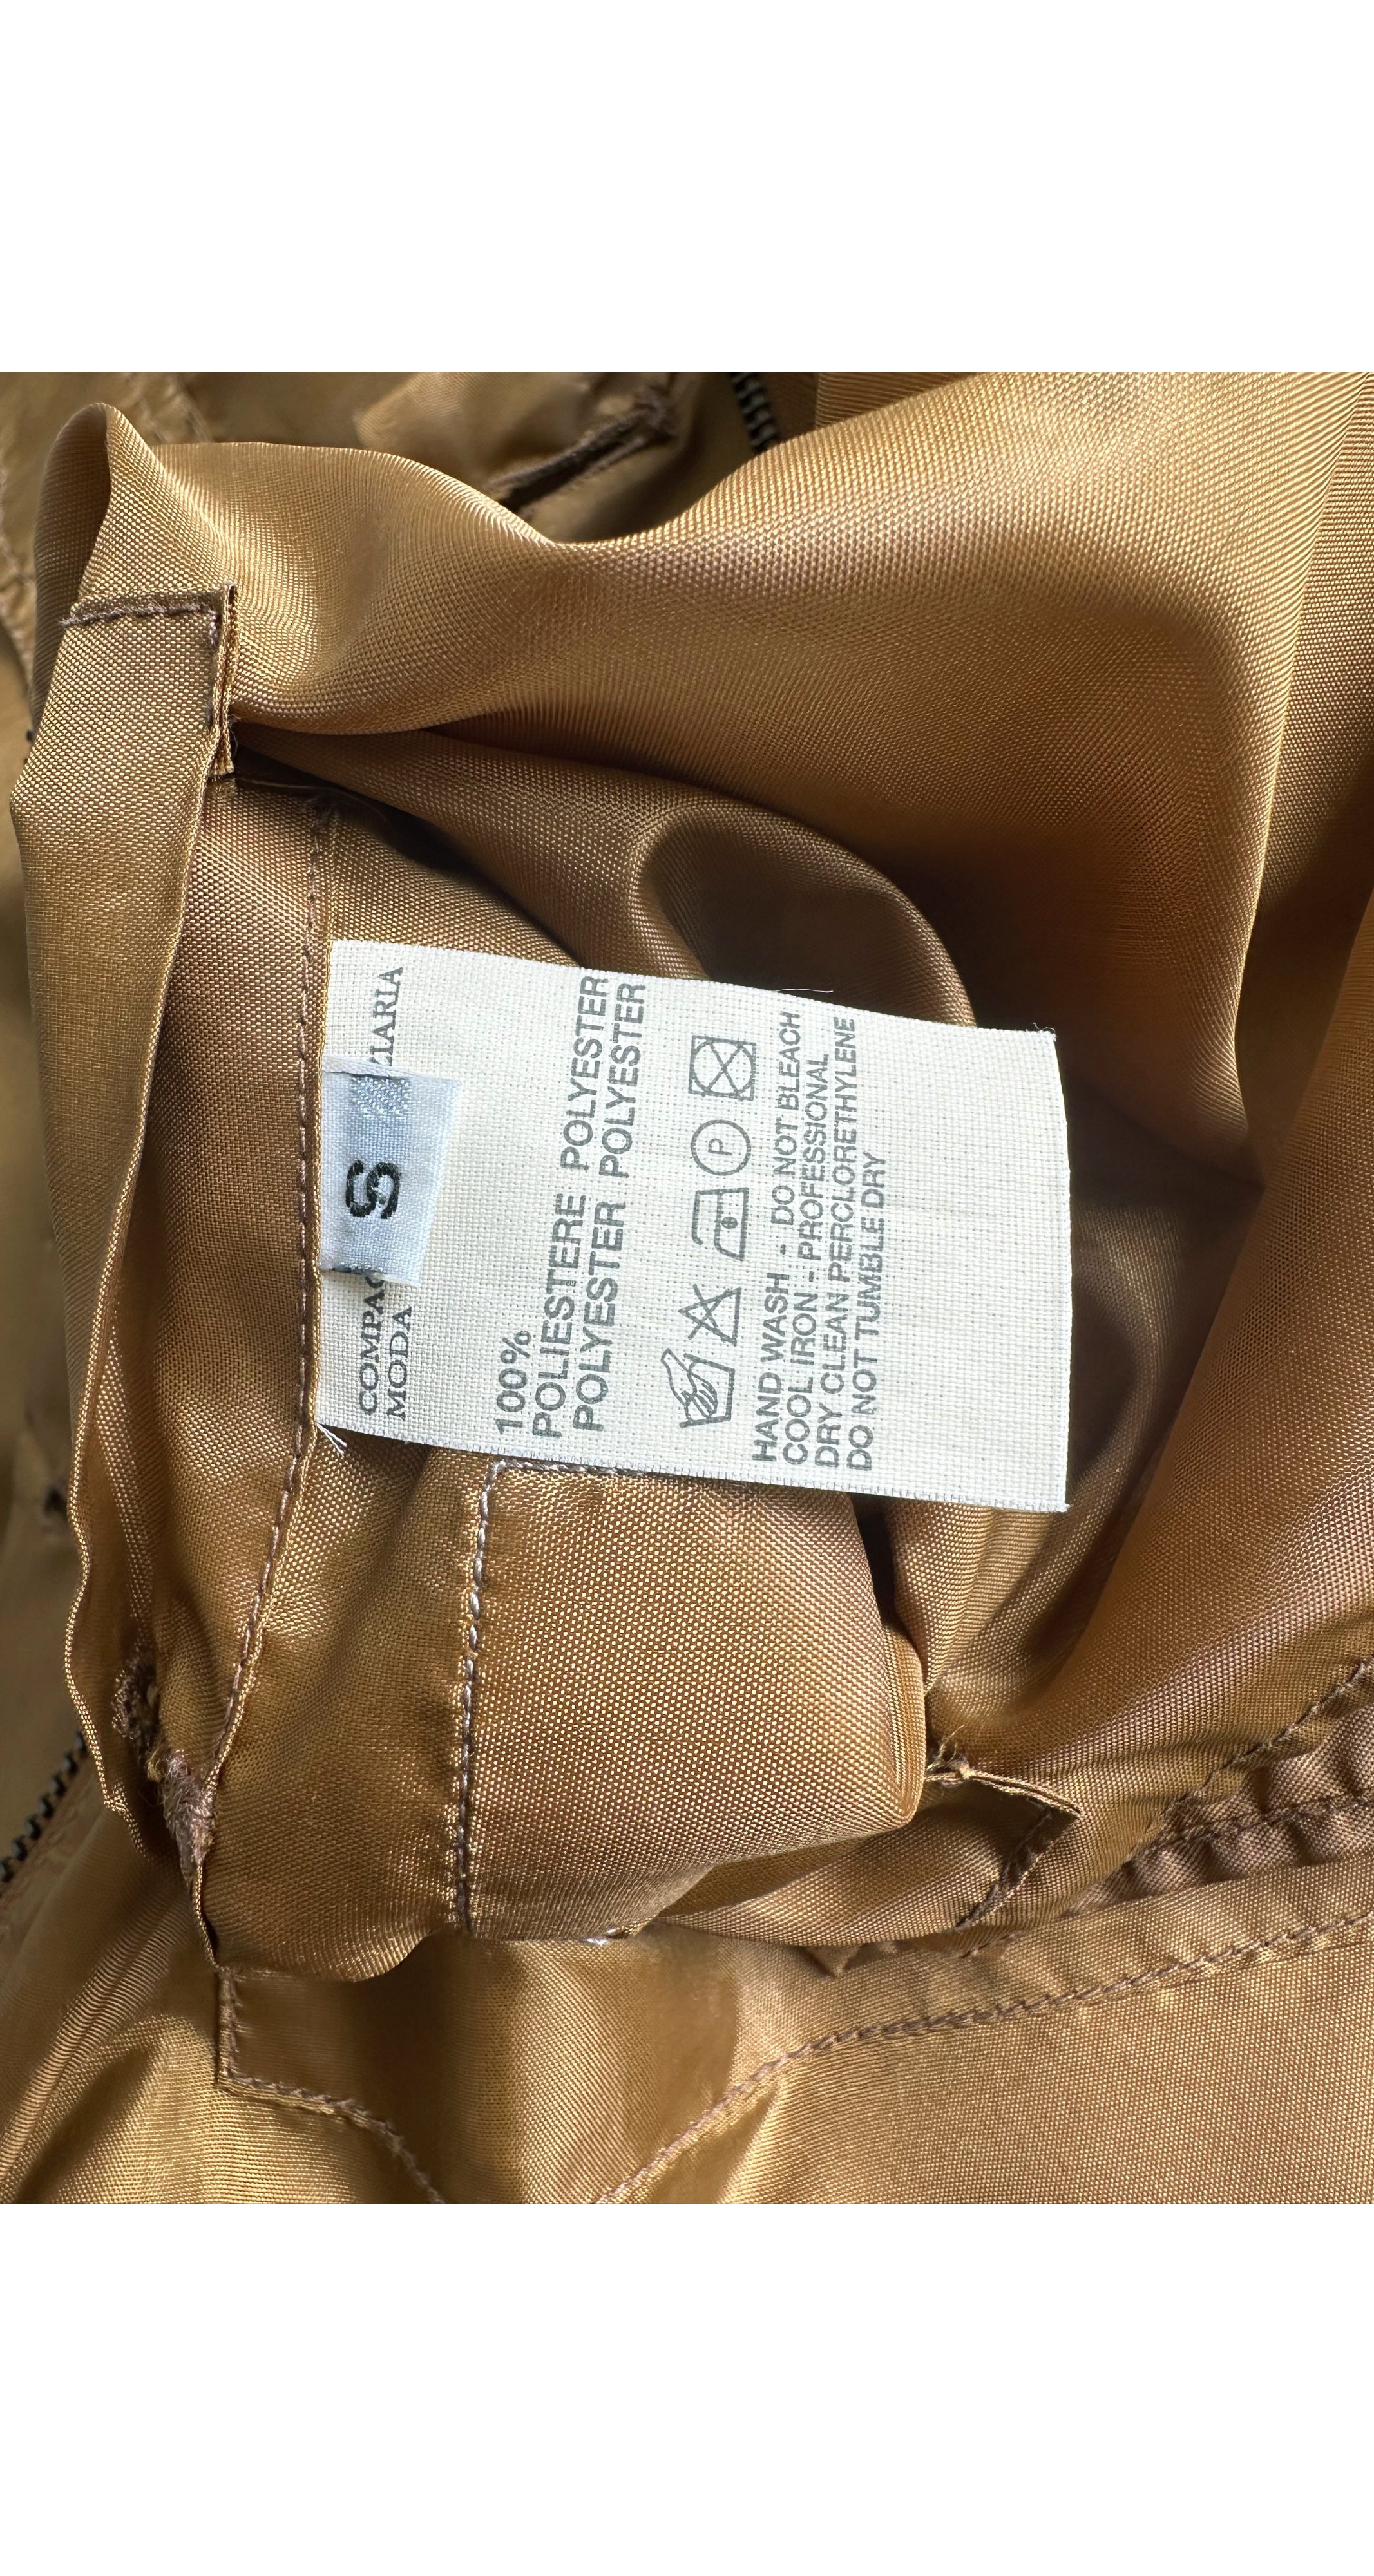 COMPAG
IARIA
MODA
S
100%
POLIESTERE POLYESTER
POLYESTER POLYESTER
P
HAND WASH - DO NOT BLEACH
COOL IRON - PROFESSIONAL
DRY CLEAN PERCLORETHYLENE
DO NOT TUMBLE DRY